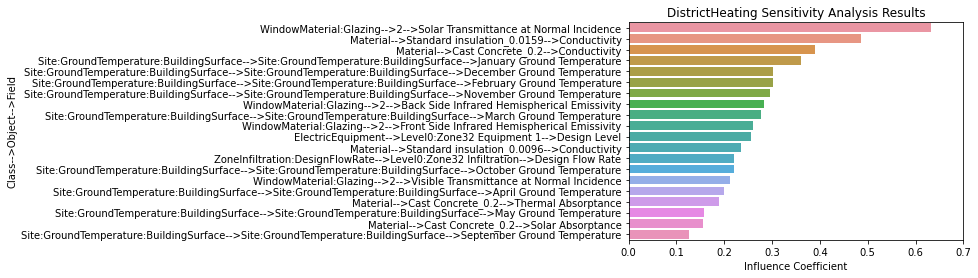 DistrictHeating Sensitivity Analysis Results
Class-->Object-->Field
WindowMaterial:Glazing-->2-->Solar Transmittance at Normal Incidence
Material-->Standard insulation_0.0159-->Conductivity
Material-->Cast Concrete_0.2-->Conductivity
Site:GroundTemperature:BuildingSurface-->Site:GroundTemperature:BuildingSurface-->January Ground Temperature
Site:GroundTemperature:BuildingSurface-->Site:GroundTemperature:BuildingSurface-->December Ground Temperature
Site:GroundTemperature:BuildingSurface-->Site:GroundTemperature:BuildingSurface-->February Ground Temperature
Site:GroundTemperature:BuildingSurface-->Site:GroundTemperature:BuildingSurface-->November Ground Temperature
WindowMaterial:Glazing-->2-->Back Side Infrared Hemispherical Emissivity
Site:GroundTemperature:BuildingSurface-->Site:GroundTemperature:BuildingSurface-->March Ground Temperature
WindowMaterial:Glazing-->2-->Front Side Infrared Hemispherical Emissivity
ElectricEquipment-->Level0:Zone32 Equipment 1-->Design Level
Material-->Standard insulation_0.0096-->Conductivity
ZoneInfiltration:DesignFlowRate-->Level0:Zone32 Infiltration-->Design Flow Rate
Site:GroundTemperature:BuildingSurface-->Site:GroundTemperature:BuildingSurface-->October Ground Temperature
WindowMaterial:Glazing-->2-->Visible Transmittance at Normal Incidence
Site:GroundTemperature:BuildingSurface-->Site:GroundTemperature:BuildingSurface-->April Ground Temperature
Material-->Cast Concrete_0.2-->Thermal Absorptance
Site:GroundTemperature:BuildingSurface-->Site:GroundTemperature:BuildingSurface-->May Ground Temperature
Material-->Cast Concrete_0.2-->Solar Absorptance
Site:GroundTemperature:BuildingSurface-->Site:GroundTemperature:BuildingSurface-->September Ground Temperature
0.0 0.1 0.2 0.3 0.4 0.5 0.6 0.7
Influence Coefficient